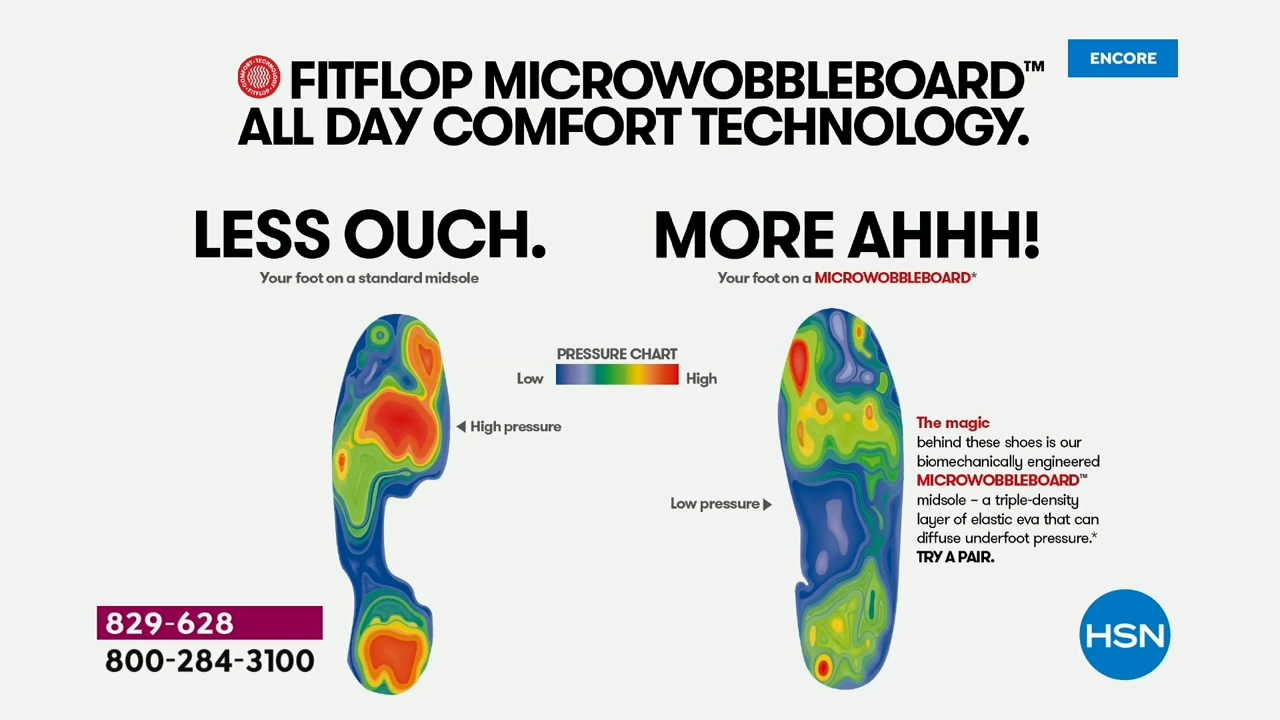 ENCORE
FITFLOP MICROWOBBLEBOARD™
ALL DAY COMFORT TECHNOLOGY.
LESS OUCH.
Your foot on a standard midsole
MORE AHHH!
Your foot on a MICROWOBBLEBOARD*
PRESSURE CHART
Low
High
High pressure
Low pressure
The magic
behind these shoes is our
biomechanically engineered
MICROWOBBLEBOARD™
midsole – a triple-density
layer of elastic eva that can
diffuse underfoot pressure.*
TRY A PAIR.
829-628
800-284-3100
HSN